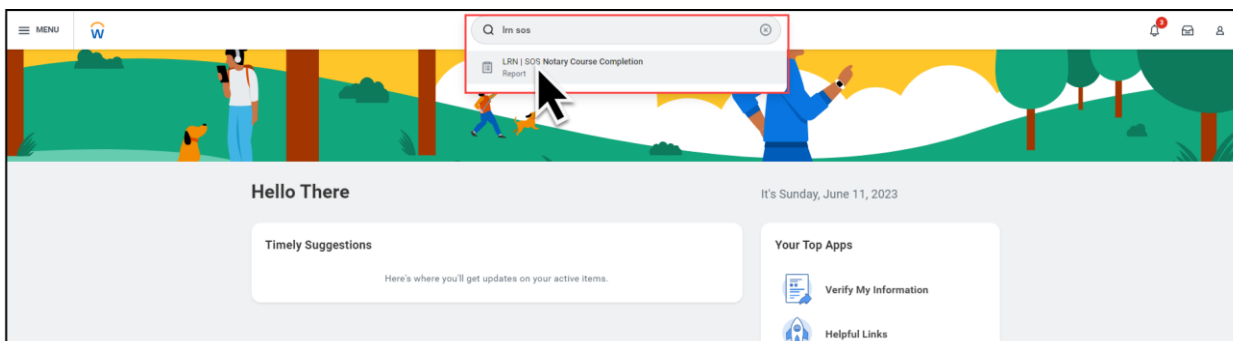 MENU
lrn sos
3
LRN | SOS Notary Course Completion
Report
Hello There
It's Sunday, June 11, 2023
Timely Suggestions
Here's where you'll get updates on your active items.
Your Top Apps
Verify My Information
Helpful Links